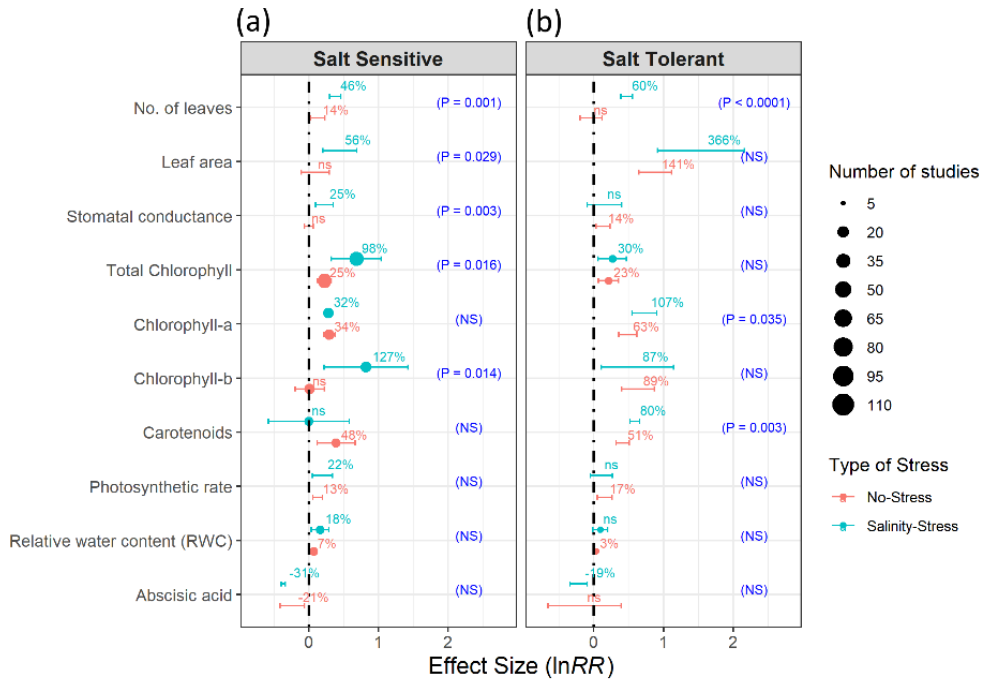 (a)
(b)
Salt Sensitive
Salt Tolerant
No. of leaves
46%
14%
(P = 0.001)
60%
ns
(P < 0.0001)
Leaf area
56%
ns
(P = 0.029)
366%
141%
(NS)
Stomatal conductance
25%
ns
(P = 0.003)
ns
14%
(NS)
Total Chlorophyll
98%
25%
(P = 0.016)
30%
23%
(NS)
Chlorophyll-a
32%
34%
(NS)
107%
63%
(P = 0.035)
Chlorophyll-b
127%
ns
(P = 0.014)
87%
89%
(NS)
Carotenoids
ns
48%
(NS)
80%
51%
(P = 0.003)
Photosynthetic rate
22%
13%
(NS)
ns
17%
(NS)
Relative water content (RWC)
18%
7%
(NS)
ns
3%
(NS)
Abscisic acid
-31%
-21%
(NS)
-19%
ns
(NS)
0 1 2
0 1 2
Effect Size (lnRR)
Number of studies
5
20
35
50
65
80
95
110
Type of Stress
No-Stress
Salinity-Stress